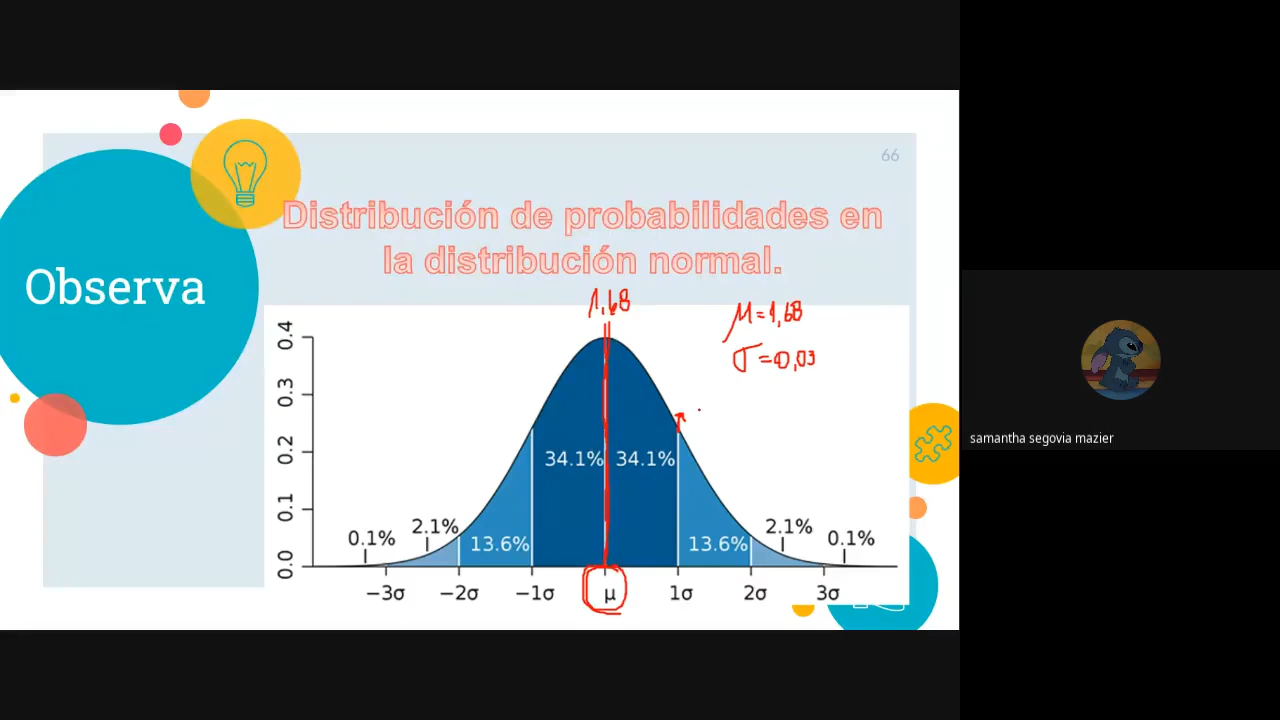 66
Distribución de probabilidades en
la distribución normal.
Observa
1,68
μ=1,68
σ=0,03
0.4
0.3
0.2
0.1
0.0
34.1% 34.1%
0.1% 2.1% 13.6% 13.6% 2.1% 0.1%
−3σ −2σ −1σ μ 1σ 2σ 3σ
samantha segovia mazier